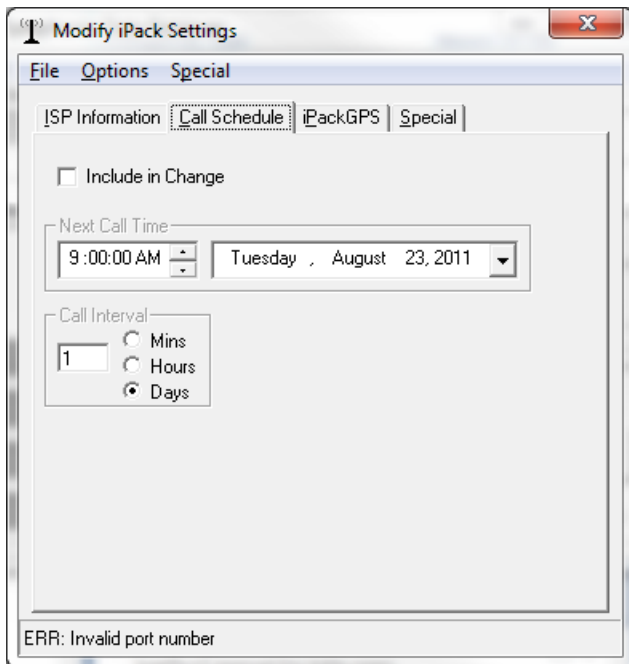 Modify iPack Settings
File Options Special
ISP Information Call Schedule iPackGPS Special
Include in Change
Next Call Time
9:00:00 AM Tuesday , August 23, 2011
Call Interval
1
Mins
Hours
Days
ERR: Invalid port number